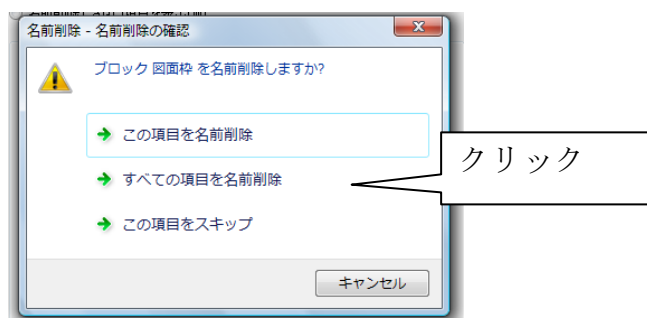 名前削除 - 名前削除の確認
ブロック 図面枠 を名前削除しますか?
この項目を名前削除
すべての項目を名前削除
クリック
この項目をスキップ
キャンセル